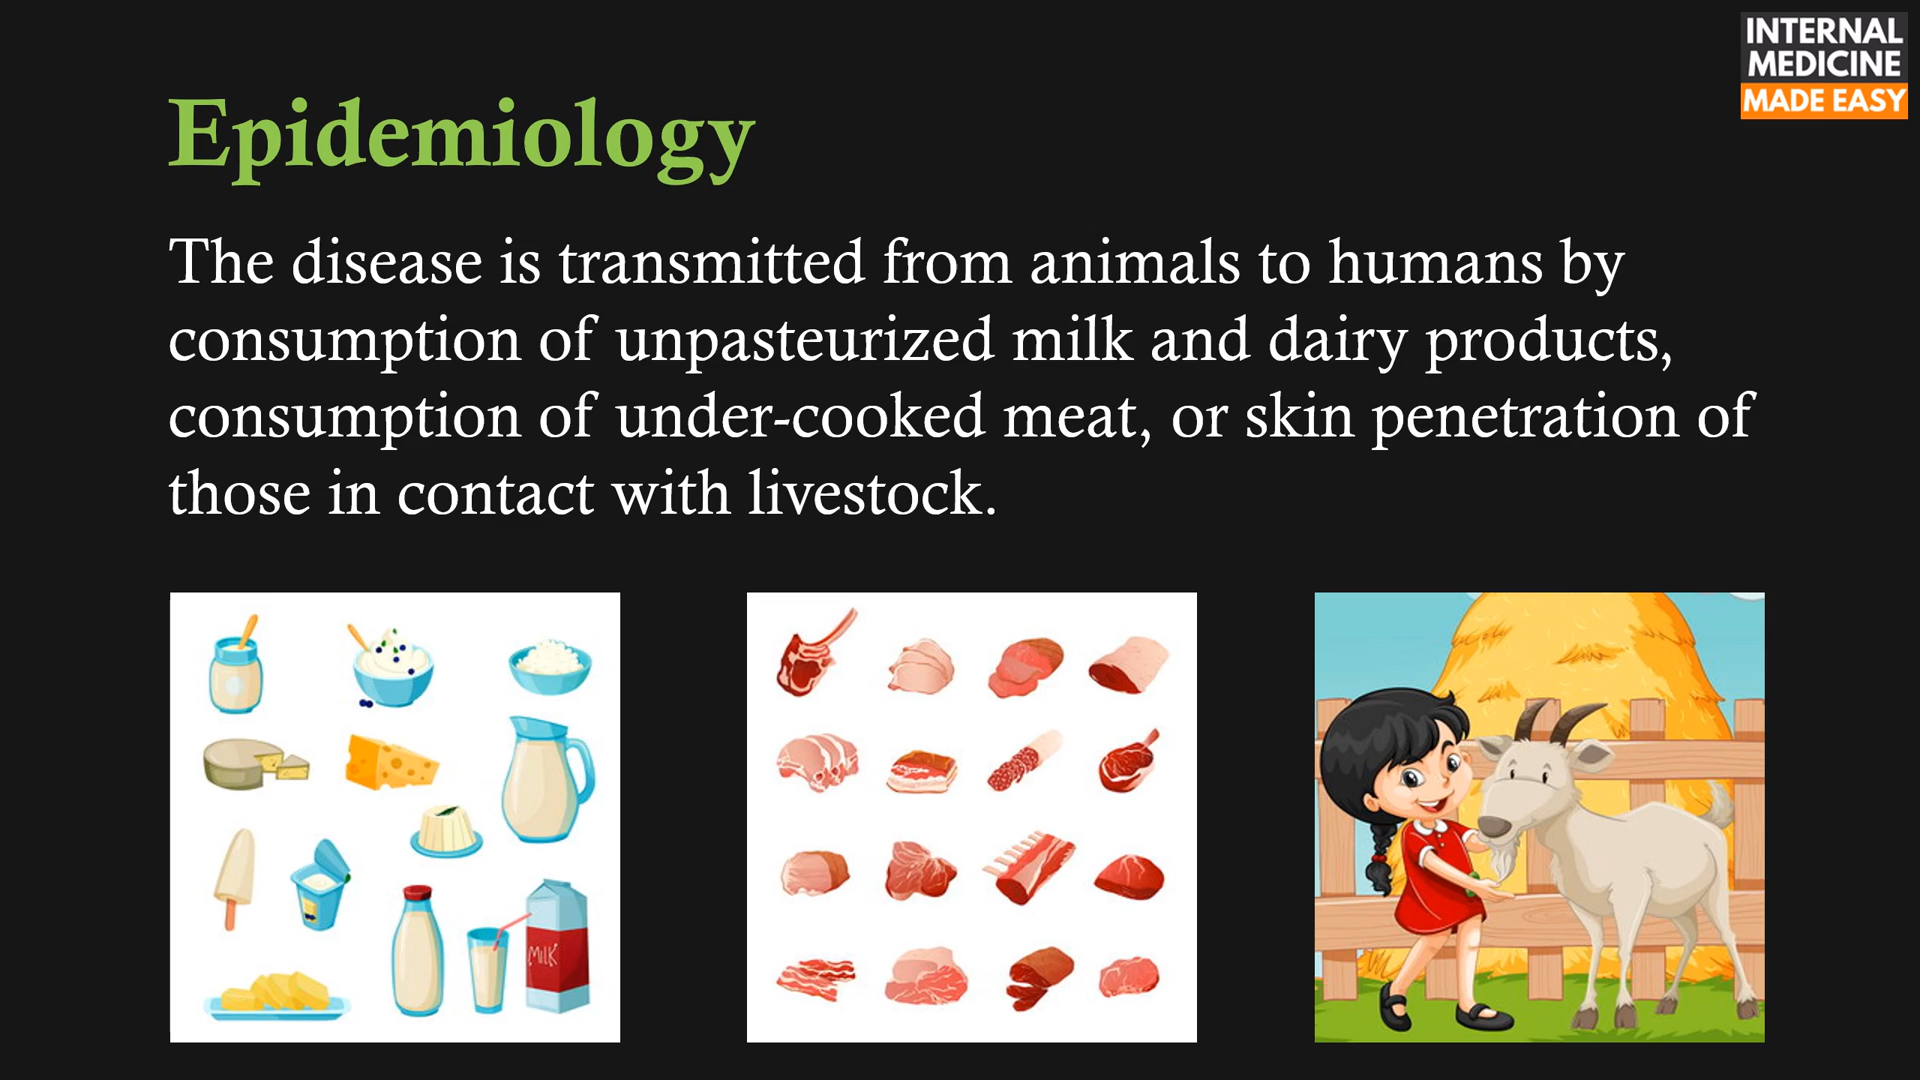 INTERNAL
MEDICINE
MADE EASY
Epidemiology
The disease is transmitted from animals to humans by
consumption of unpasteurized milk and dairy products,
consumption of under-cooked meat, or skin penetration of
those in contact with livestock.
MILK